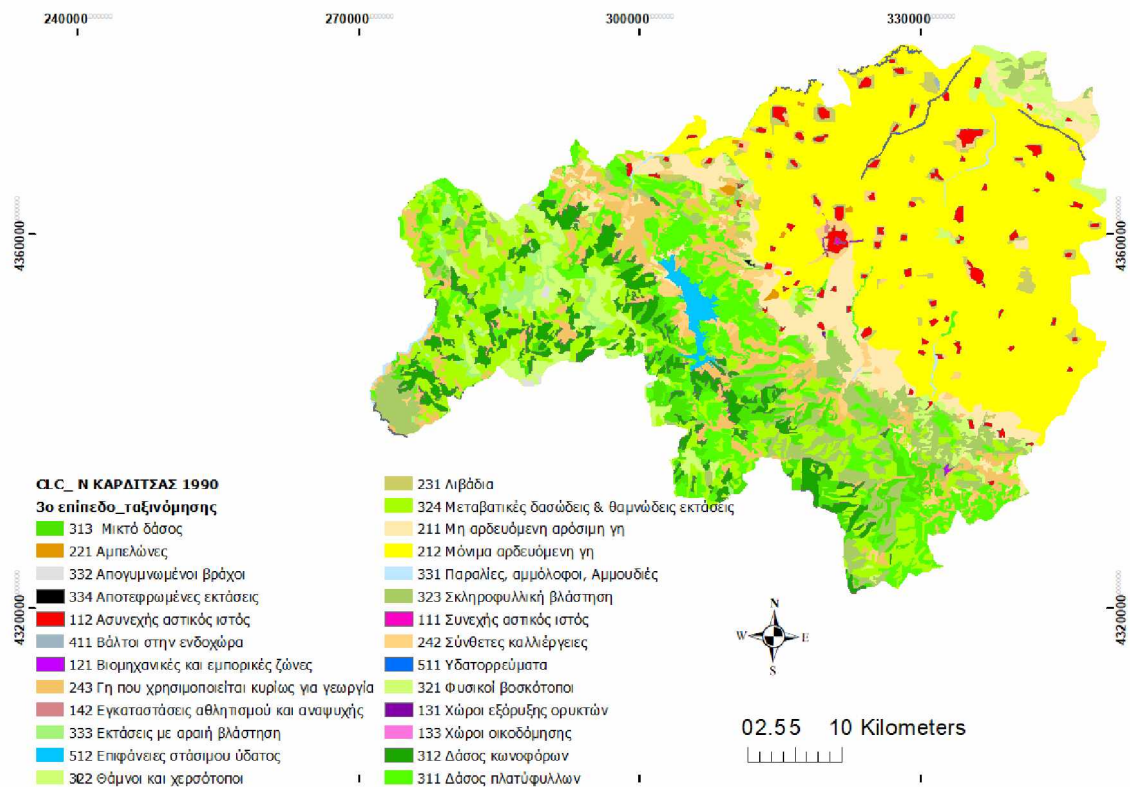 240000
270000
300000
330000
4360000
4360000
4320000
4320000
CLC_ Ν ΚΑΡΔΙΤΣΑΣ 1990
3ο επίπεδο_ταξινόμησης
313 Μικτό δάσος
221 Αμπελώνες
332 Απογυμνωμένοι βράχοι
334 Αποτεφρωμένες εκτάσεις
112 Ασυνεχής αστικός ιστός
411 Βάλτοι στην ενδοχώρα
121 Βιομηχανικές και εμπορικές ζώνες
243 Γη που χρησιμοποιείται κυρίως για γεωργία
142 Εγκαταστάσεις αθλητισμού και αναψυχής
333 Εκτάσεις με αραιή βλάστηση
512 Επιφάνειες στάσιμου ύδατος
322 Θάμνοι και χερσότοποι
231 Λιβάδια
324 Μεταβατικές δασώδεις & θαμνώδεις εκτάσεις
211 Μη αρδευόμενη αρόσιμη γη
212 Μόνιμα αρδευόμενη γη
331 Παραλίες, αμμόλοφοι, Αμμουδιές
323 Σκληροφυλλική βλάστηση
111 Συνεχής αστικός ιστός
242 Σύνθετες καλλιέργειες
511 Υδατορρεύματα
321 Φυσικοί βοσκότοποι
131 Χώροι εξόρυξης ορυκτών
133 Χώροι οικοδόμησης
312 Δάσος κωνοφόρων
311 Δάσος πλατύφυλλων
N
W E
S
02.55 10 Kilometers